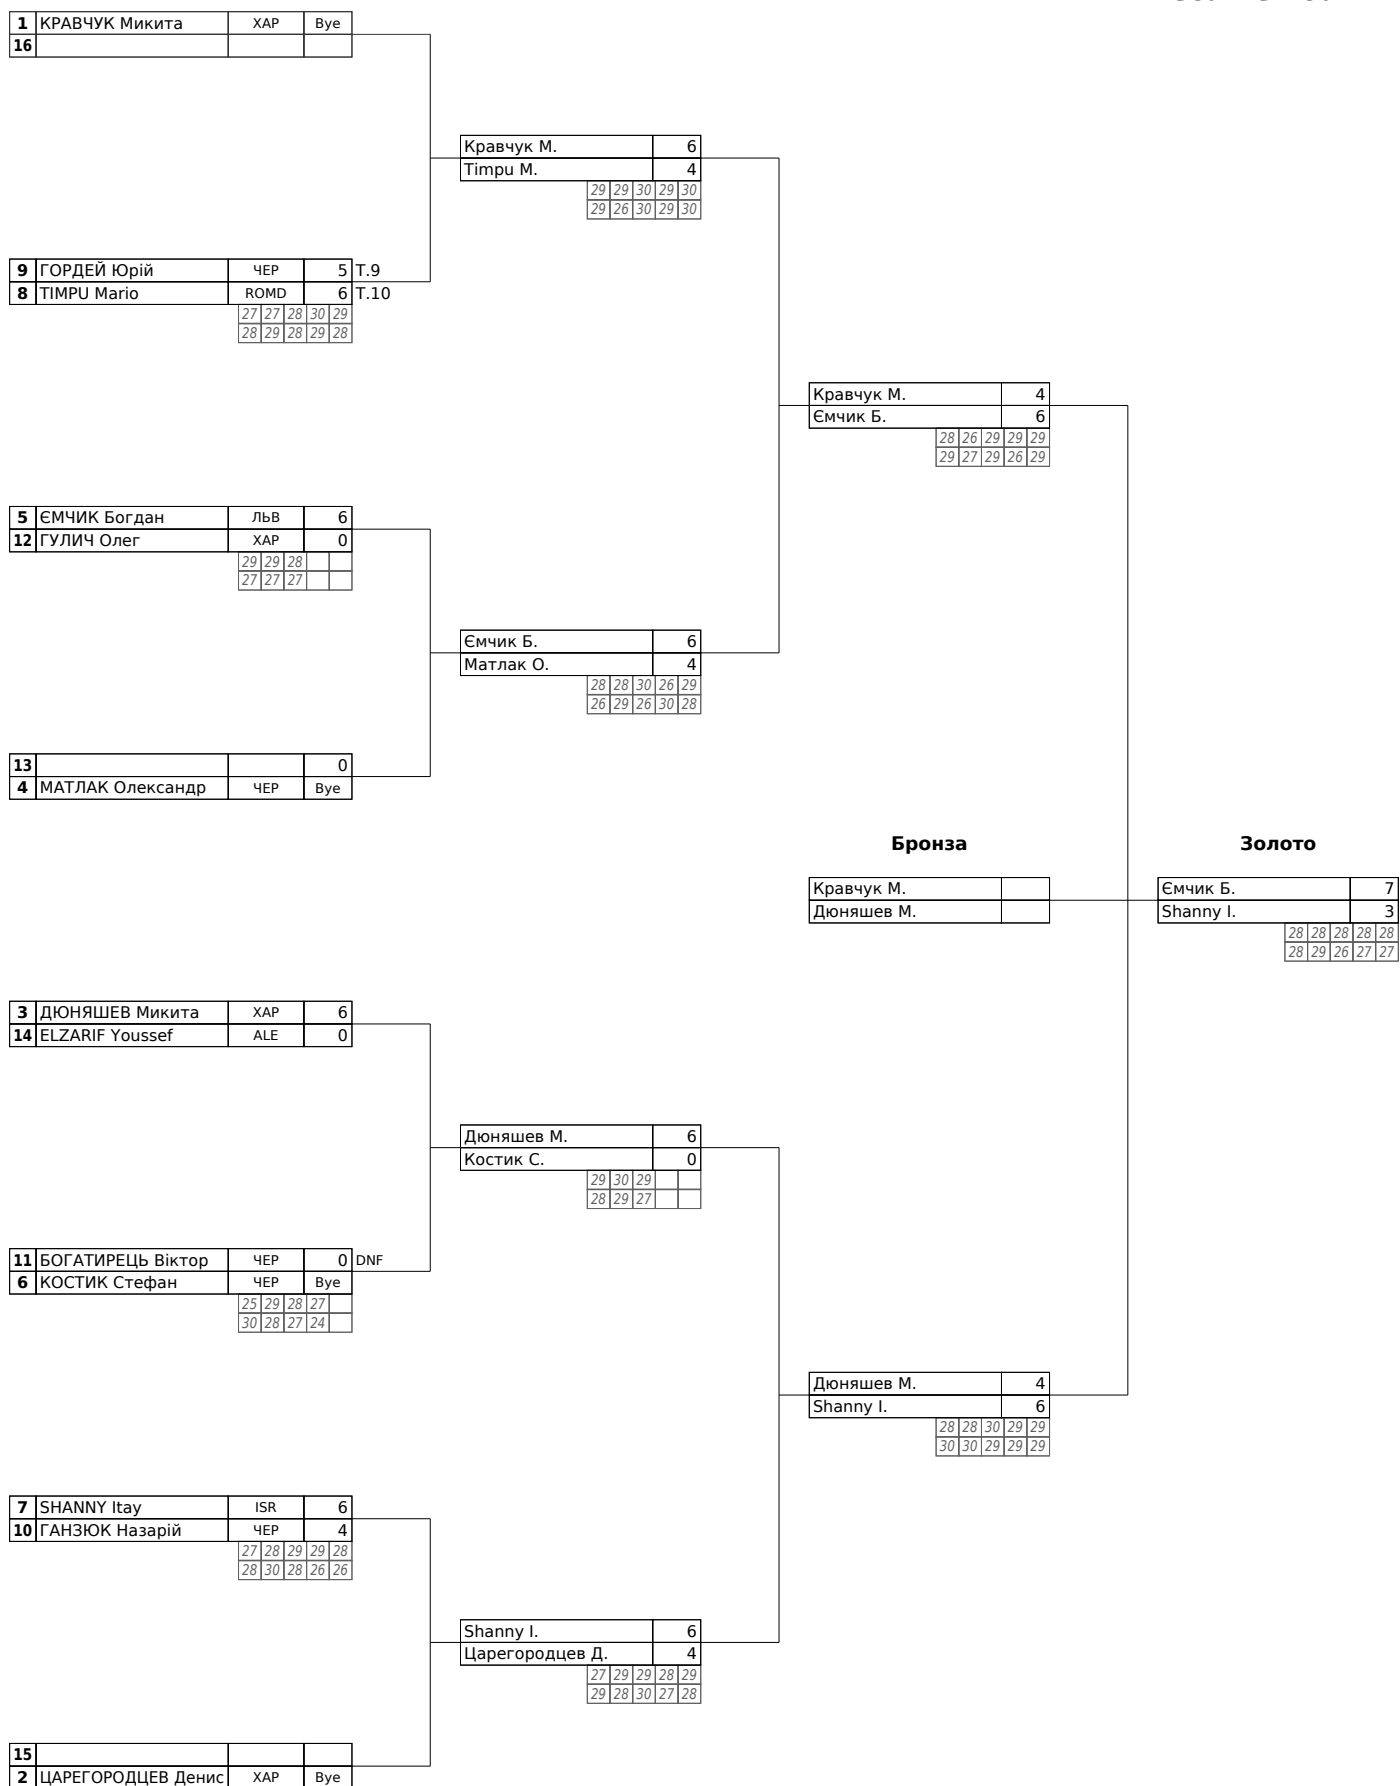 1 КРАВЧУК Микита ХАР Bye
16
Кравчук М. 6
Timpu M. 4
29 29 30 29 30
29 26 30 29 30
9 ГОРДЕЙ Юрій ЧЕР 5 T.9
8 TIMPU Mario ROMD 6 T.10
27 27 28 30 29
28 29 28 29 28
Кравчук М. 4
Ємчик Б. 6
28 26 29 29 29
29 27 29 26 29
5 ЄМЧИК Богдан ЛЬВ 6
12 ГУЛИЧ Олег ХАР 0
29 29 28
27 27 27
Ємчик Б. 6
Матлак О. 4
28 28 30 26 29
26 29 26 30 28
13 0
4 МАТЛАК Олександр ЧЕР Bye
Бронза Золото
Кравчук М. Ємчик Б. 7
Дюняшев М. Shanny I. 3
28 28 28 28 28
28 29 26 27 27
3 ДЮНЯШЕВ Микита ХАР 6
14 ELZARIF Youssef ALE 0
Дюняшев М. 6
Костик С. 0
29 30 29
28 29 27
11 БОГАТИРЕЦЬ Віктор ЧЕР 0 DNF
6 КОСТИК Стефан ЧЕР Bye
25 29 28 27
30 28 27 24
Дюняшев М. 4
Shanny I. 6
28 28 30 29 29
30 30 29 29 29
7 SHANNY Itay ISR 6
10 ГАНЗЮК Назарій ЧЕР 4
27 28 29 29 28
28 30 28 26 26
Shanny I. 6
Царегородцев Д. 4
27 29 29 28 29
29 28 30 27 28
15
2 ЦАРЕГОРОДЦЕВ Денис ХАР Bye